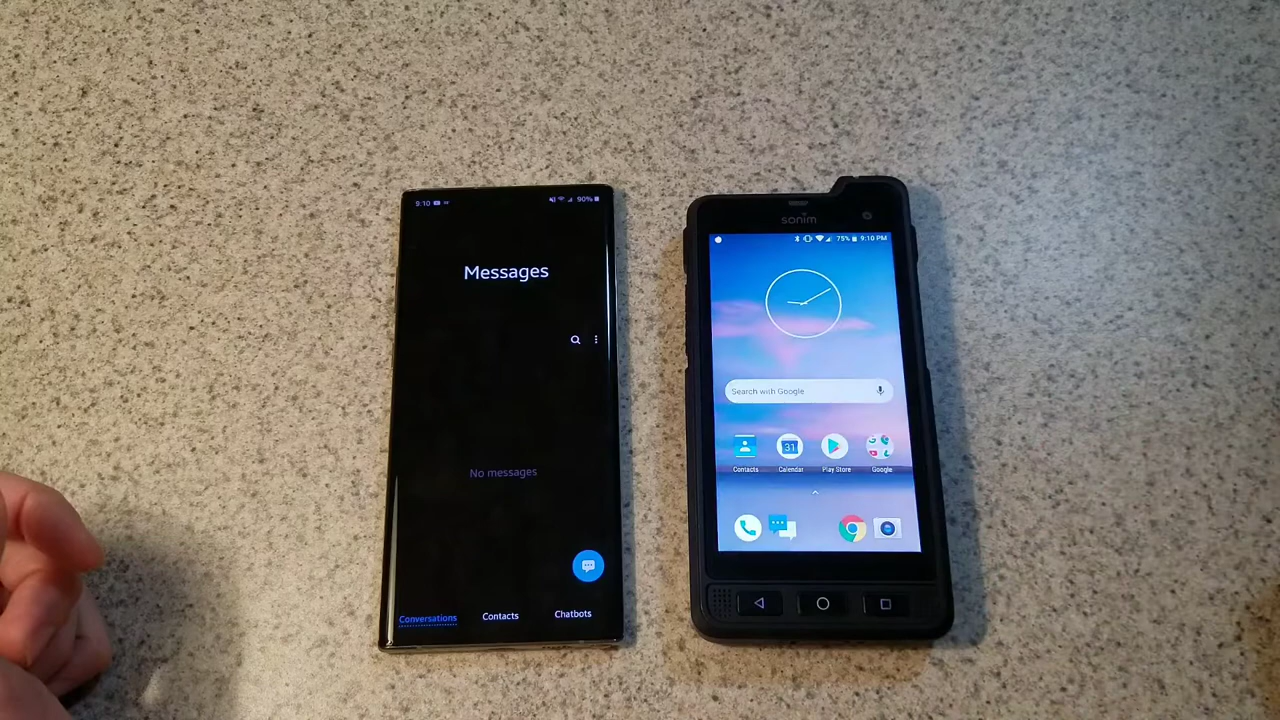 9:10
90%
Messages
No messages
Conversations
Contacts
Chatbots
sonim
75%
9:10 PM
Search with Google
31
Contacts
Calendar
Play Store
Google